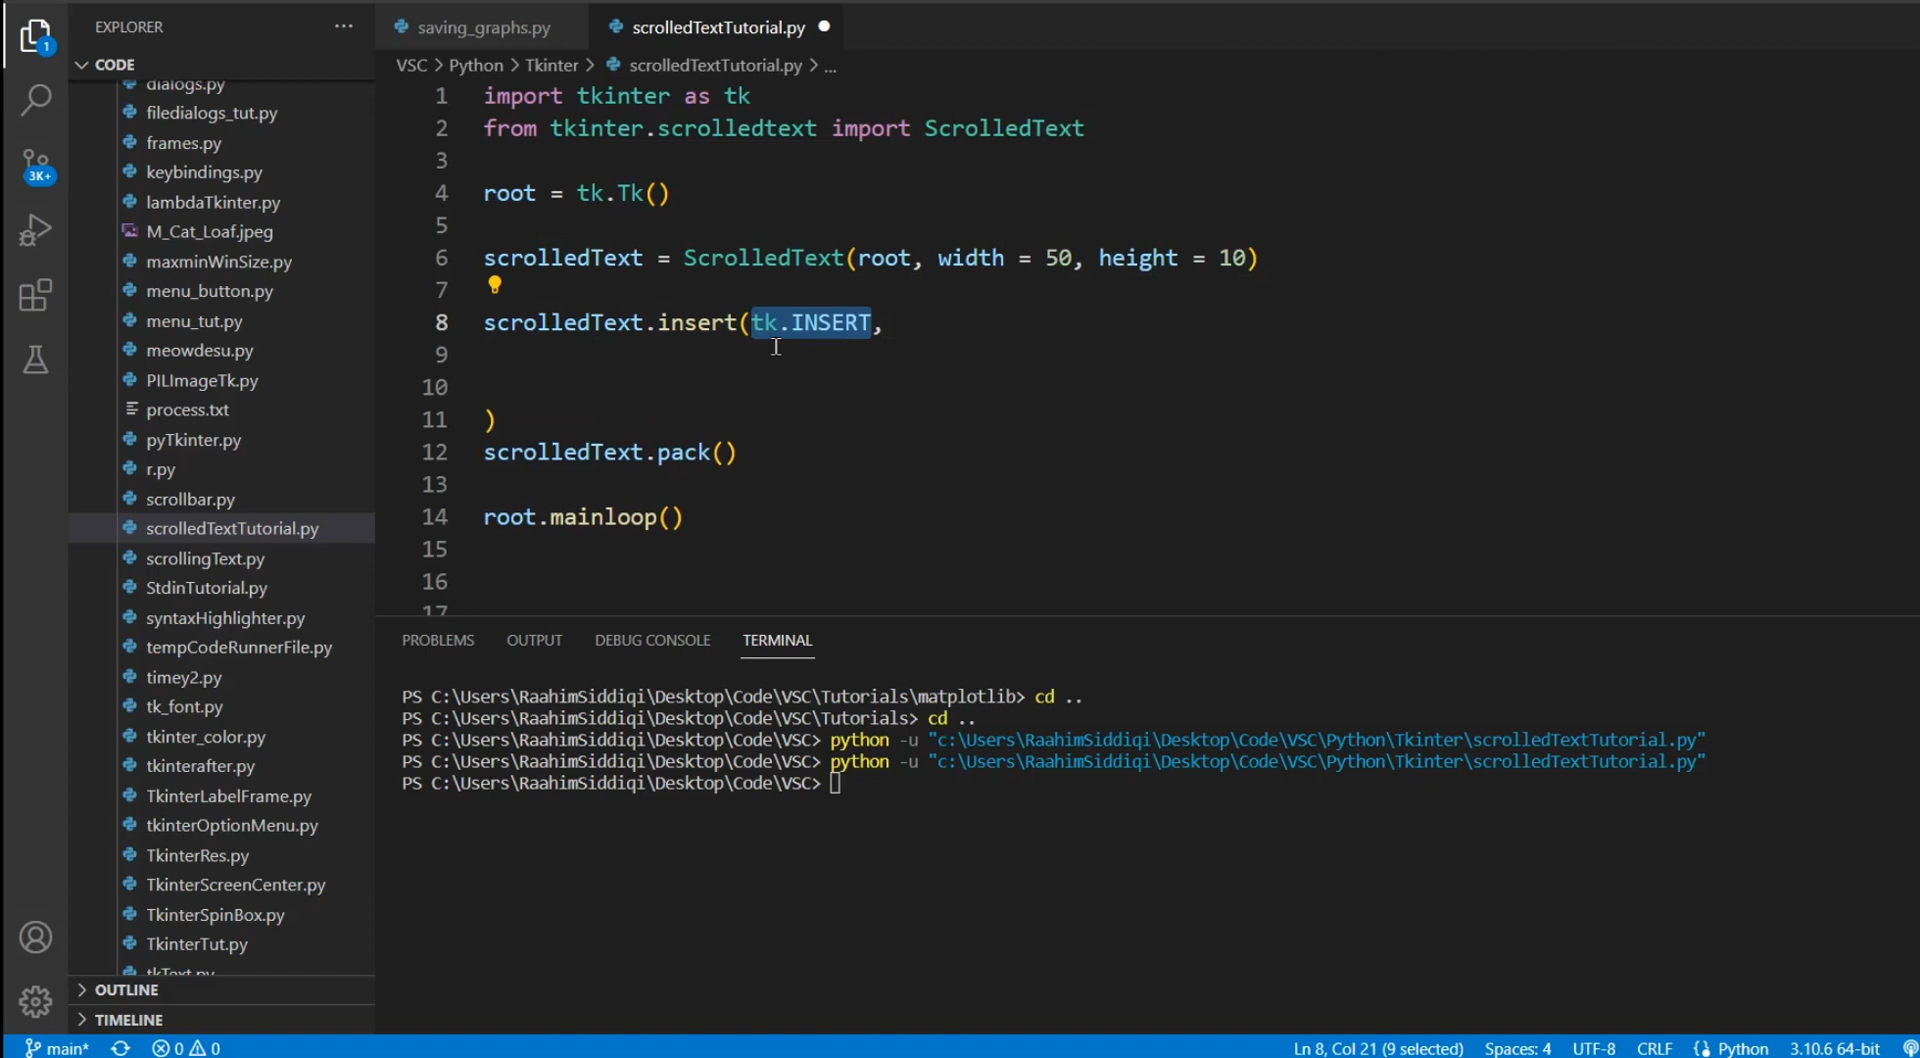 EXPLORER
...
saving_graphs.py
scrolledTextTutorial.py
1
CODE
VSC > Python > Tkinter > scrolledTextTutorial.py > ...
dialogs.py
filedialogs_tut.py
frames.py
keybindings.py
lambdaTkinter.py
M_Cat_Loaf.jpeg
maxminWinSize.py
menu_button.py
menu_tut.py
meowdesu.py
PILImageTk.py
process.txt
pyTkinter.py
r.py
scrollbar.py
scrolledTextTutorial.py
scrollingText.py
StdinTutorial.py
syntaxHighlighter.py
tempCodeRunnerFile.py
timey2.py
tk_font.py
tkinter_color.py
tkinterafter.py
TkinterLabelFrame.py
tkinterOptionMenu.py
TkinterRes.py
TkinterScreenCenter.py
TkinterSpinBox.py
TkinterTut.py
tkText.py
OUTLINE
TIMELINE
3K+
1 import tkinter as tk
2 from tkinter.scrolledtext import ScrolledText
3
4 root = tk.Tk()
5
6 scrolledText = ScrolledText(root, width = 50, height = 10)
7
8 scrolledText.insert(tk.INSERT,
9
10
11 )
12 scrolledText.pack()
13
14 root.mainloop()
15
16
17
PROBLEMS OUTPUT DEBUG CONSOLE TERMINAL
PS C:\Users\RaahimSiddiqi\Desktop\Code\VSC\Tutorials\matplotlib> cd ..
PS C:\Users\RaahimSiddiqi\Desktop\Code\VSC\Tutorials> cd ..
PS C:\Users\RaahimSiddiqi\Desktop\Code\VSC> python -u "c:\Users\RaahimSiddiqi\Desktop\Code\VSC\Python\Tkinter\scrolledTextTutorial.py"
PS C:\Users\RaahimSiddiqi\Desktop\Code\VSC> python -u "c:\Users\RaahimSiddiqi\Desktop\Code\VSC\Python\Tkinter\scrolledTextTutorial.py"
PS C:\Users\RaahimSiddiqi\Desktop\Code\VSC>
main* 0 0 Ln 8, Col 21 (9 selected) Spaces: 4 UTF-8 CRLF Python 3.10.6 64-bit